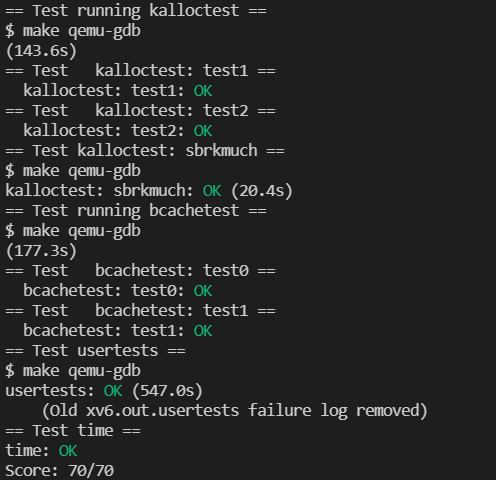 == Test running kalloctest ==
$ make qemu-gdb
(143.6s)
== Test   kalloctest: test1 ==
  kalloctest: test1: OK
== Test   kalloctest: test2 ==
  kalloctest: test2: OK
== Test kalloctest: sbrkmuch ==
$ make qemu-gdb
kalloctest: sbrkmuch: OK (20.4s)
== Test running bcachetest ==
$ make qemu-gdb
(177.3s)
== Test   bcachetest: test0 ==
  bcachetest: test0: OK
== Test   bcachetest: test1 ==
  bcachetest: test1: OK
== Test usertests ==
$ make qemu-gdb
usertests: OK (547.0s)
    (Old xv6.out.usertests failure log removed)
== Test time ==
time: OK
Score: 70/70